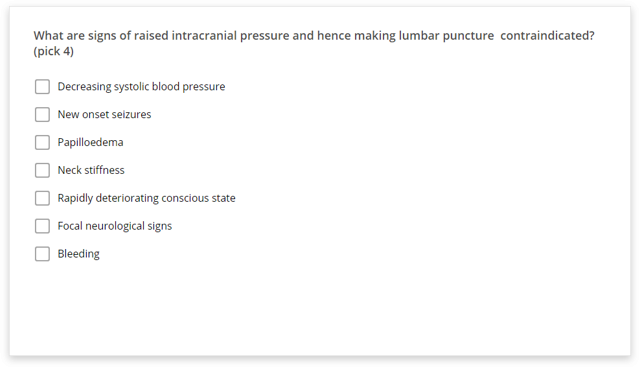 What are signs of raised intracranial pressure and hence making lumbar puncture contraindicated?
(pick 4)
Decreasing systolic blood pressure
New onset seizures
Papilloedema
Neck stiffness
Rapidly deteriorating conscious state
Focal neurological signs
Bleeding